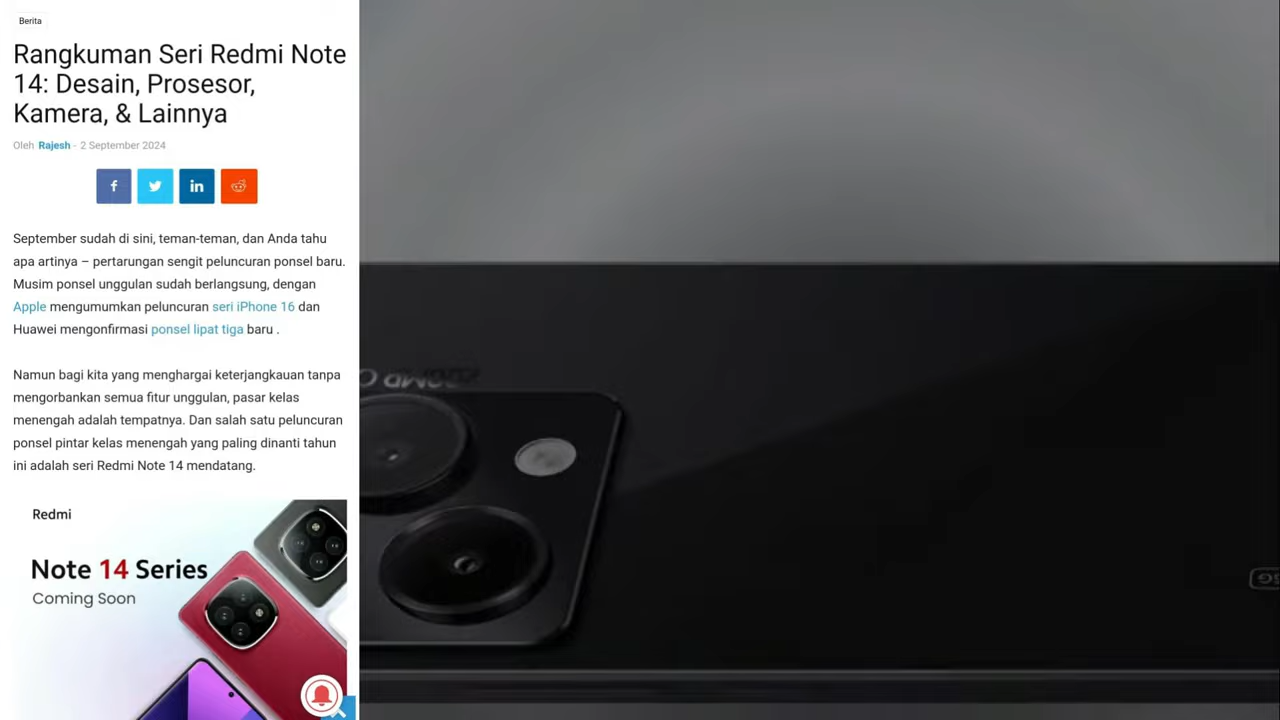 Berita
Rangkuman Seri Redmi Note
14: Desain, Prosesor,
Kamera, & Lainnya
Oleh Rajesh - 2 September 2024
September sudah di sini, teman-teman, dan Anda tahu
apa artinya – pertarungan sengit peluncuran ponsel baru.
Musim ponsel unggulan sudah berlangsung, dengan
Apple mengumumkan peluncuran seri iPhone 16 dan
Huawei mengonfirmasi ponsel lipat tiga baru .
Namun bagi kita yang menghargai keterjangkauan tanpa
mengorbankan semua fitur unggulan, pasar kelas
menengah adalah tempatnya. Dan salah satu peluncuran
ponsel pintar kelas menengah yang paling dinanti tahun
ini adalah seri Redmi Note 14 mendatang.
Redmi
Note 14 Series
Coming Soon